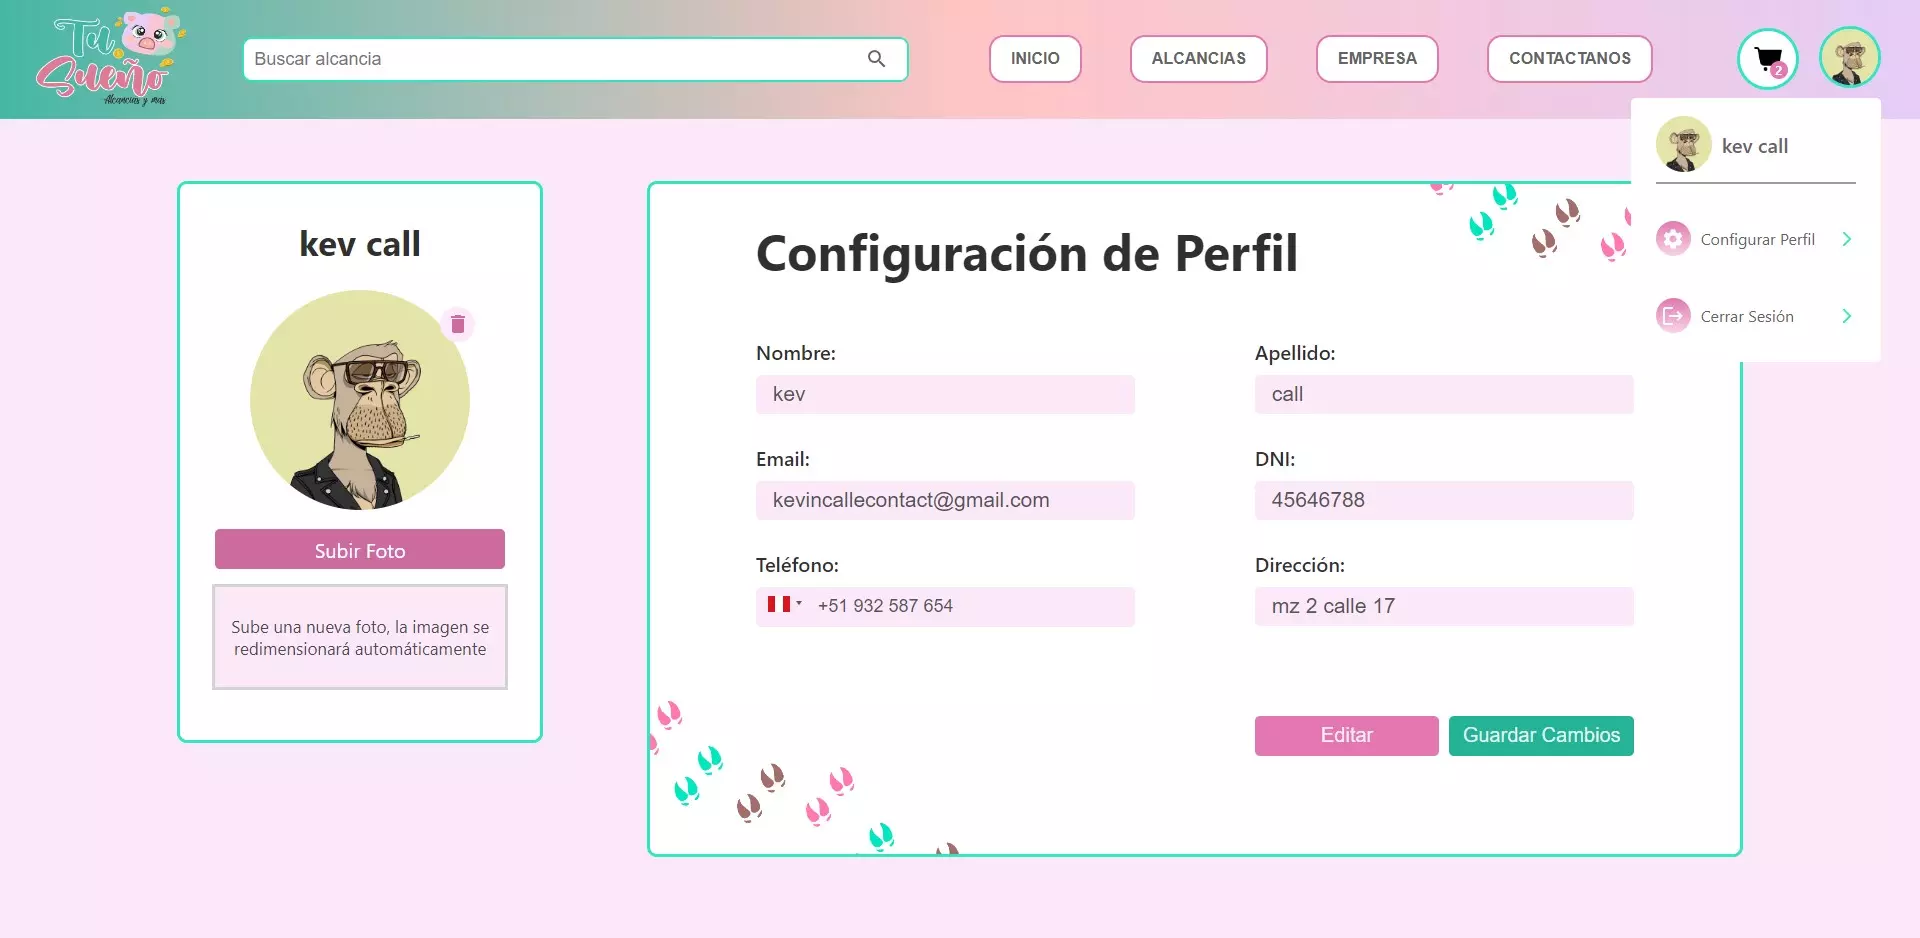 Tu
Sueño
Alcancías y más
Buscar alcancia
INICIO
ALCANCIAS
EMPRESA
CONTACTANOS
2
kev call
Configurar Perfil
Cerrar Sesión
kev call
Subir Foto
Sube una nueva foto, la imagen se
redimensionará automáticamente
Configuración de Perfil
Nombre:
kev
Apellido:
call
Email:
kevincallecontact@gmail.com
DNI:
45646788
Teléfono:
+51 932 587 654
Dirección:
mz 2 calle 17
Editar
Guardar Cambios